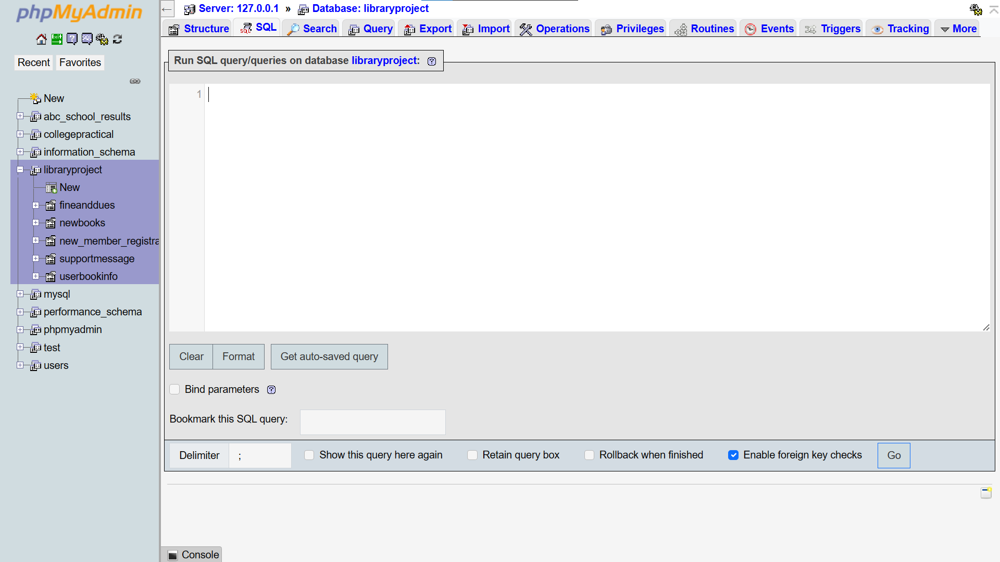 phpMyAdmin
Recent Favorites
New
abc_school_results
collegepractical
information_schema
libraryproject
New
fineanddues
newbooks
new_member_registra
supportmessage
userbookinfo
mysql
performance_schema
phpmyadmin
test
users
Server: 127.0.0.1 » Database: libraryproject
Structure SQL Search Query Export Import Operations Privileges Routines Events Triggers Tracking More
Run SQL query/queries on database libraryproject:
1
Clear Format Get auto-saved query
Bind parameters
Bookmark this SQL query:
Delimiter ; Show this query here again Retain query box Rollback when finished Enable foreign key checks Go
Console